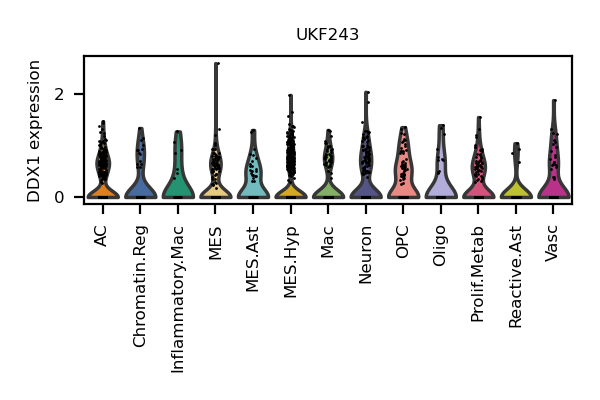 UKF243
DDX1 expression
2
0
AC
Chromatin.Reg
Inflammatory.Mac
MES
MES.Ast
MES.Hyp
Mac
Neuron
OPC
Oligo
Prolif.Metab
Reactive.Ast
Vasc